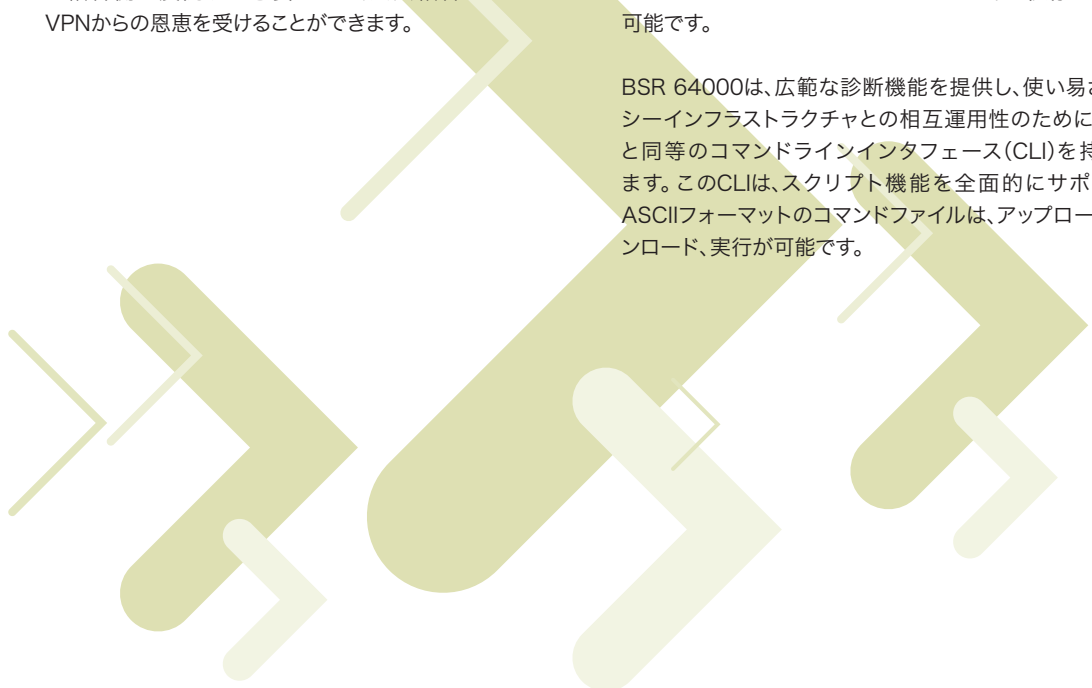 VPNからの恩恵を受けることができます。
可能です。
BSR 64000は、広範な診断機能を提供し、使い易さ
シーインフラストラクチャとの相互運用性のために
と同等のコマンドラインインタフェース(CLI)を持
ます。このCLIは、スクリプト機能を全面的にサポ
ASCIIフォーマットのコマンドファイルは、アップロー
ンロード、実行が可能です。